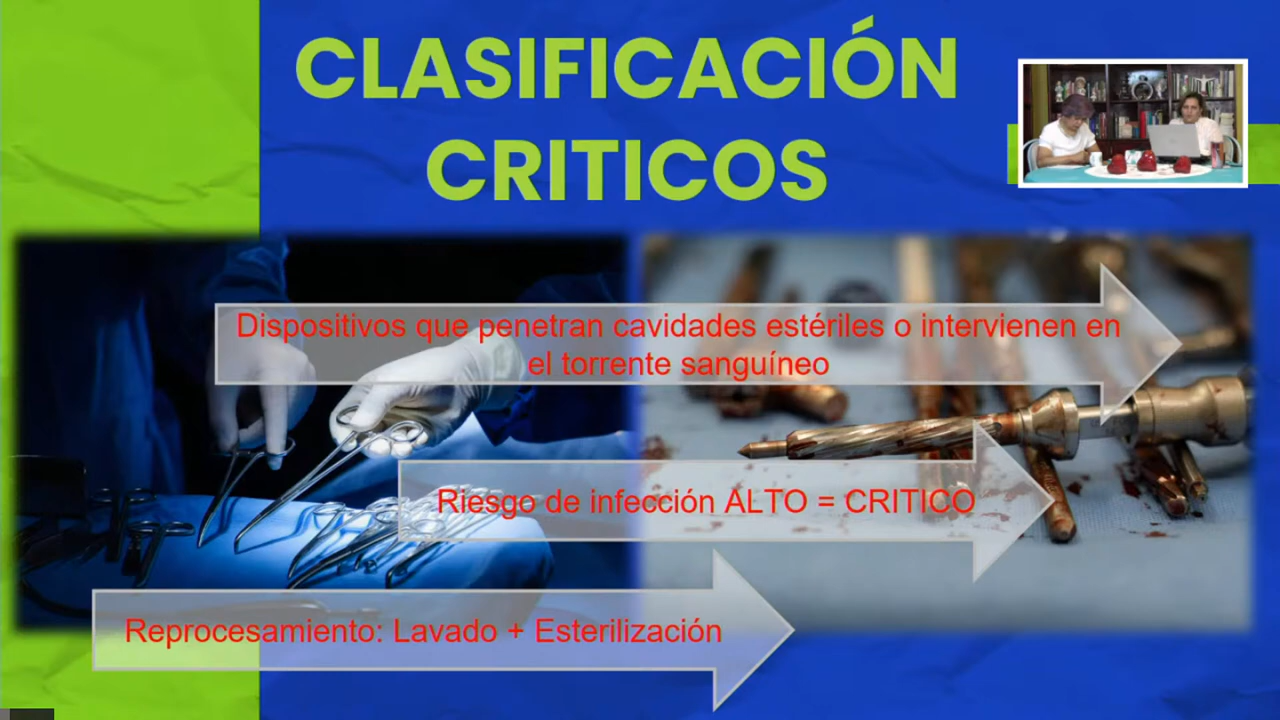 CLASIFICACIÓN
CRITICOS
Dispositivos que penetran cavidades estériles o intervienen en
el torrente sanguíneo
Riesgo de infección ALTO = CRITICO
Reprocesamiento: Lavado + Esterilización